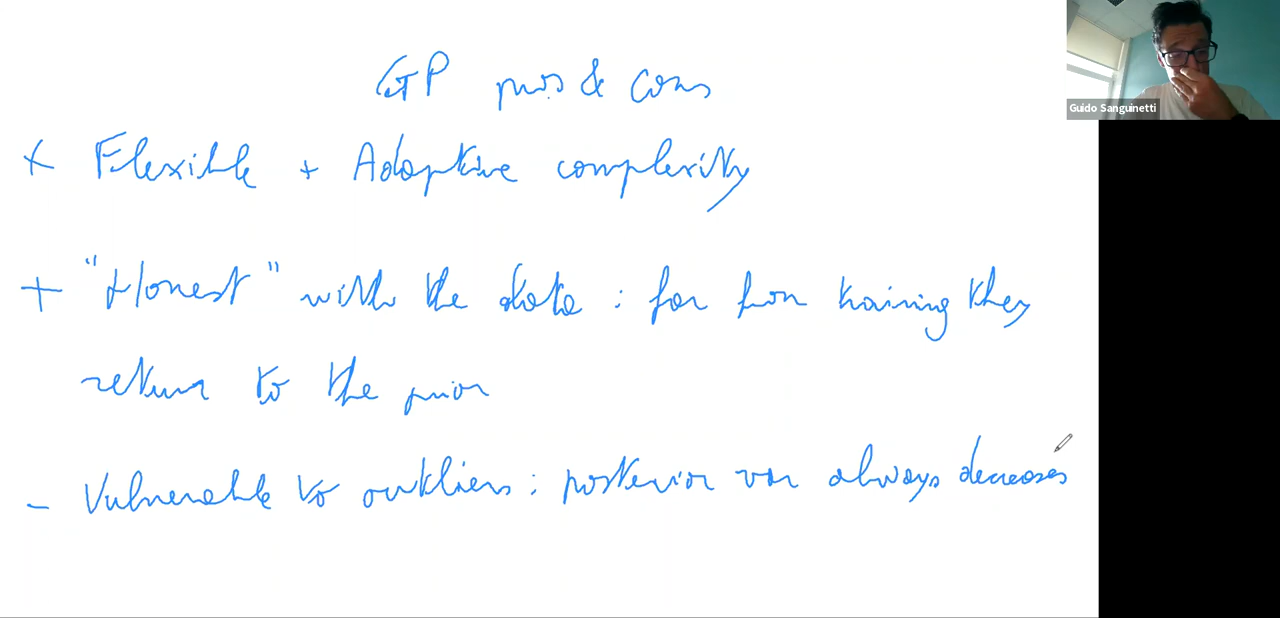 GP pros & cons
Guido Sanguinetti
+ Flexible + Adaptive complexity
+ "Honest" with the data : far from training they
return to the prior
- Vulnerable to outliers : posterior var always decreases